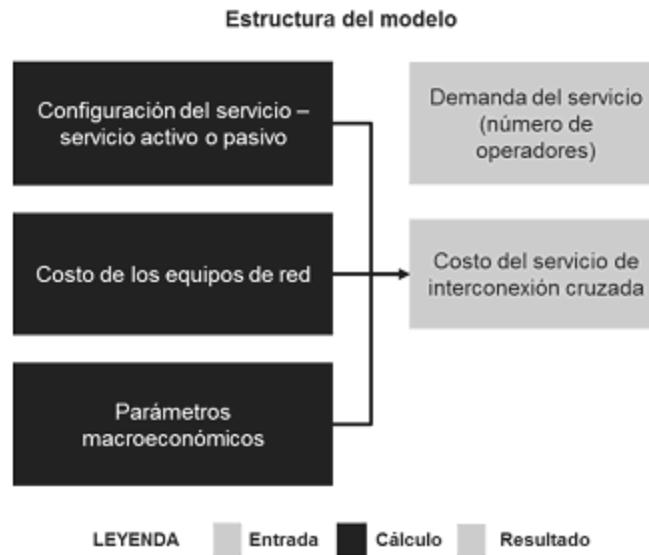 Estructura del modelo
Configuración del servicio –
servicio activo o pasivo
Demanda del servicio
(número de
operadores)
Costo de los equipos de red
Costo del servicio de
interconexión cruzada
Parámetros
macroeconómicos
LEYENDA Entrada Cálculo Resultado